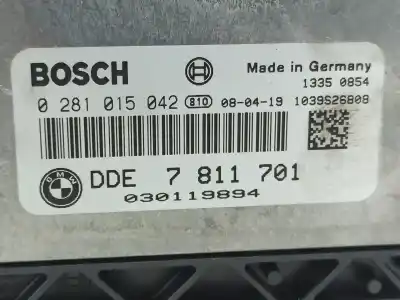 BOSCH
Made in Germany
1335 0854
0 281 015 042 810 08-04-19 1039S26808
BMW DDE 7 811 701
030119894